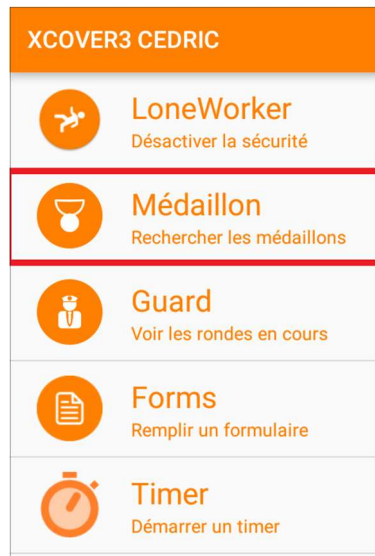 XCOVER3 CEDRIC
LoneWorker
Désactiver la sécurité
Médaillon
Rechercher les médaillons
Guard
Voir les rondes en cours
Forms
Remplir un formulaire
Timer
Démarrer un timer